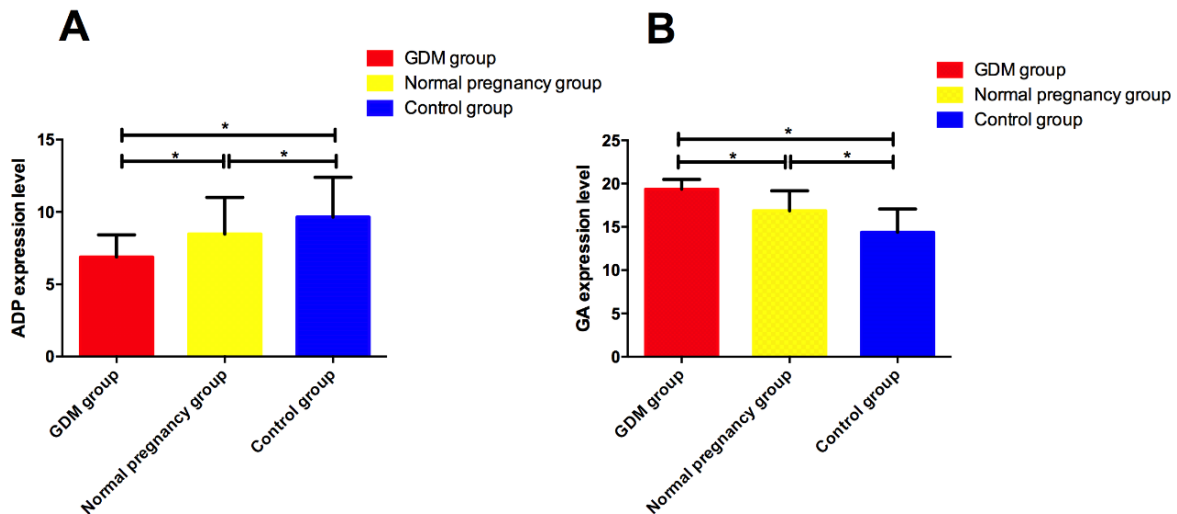 A
GDM group
Normal pregnancy group
Control group
ADP expression level
15
10
5
0
*
*
*
GDM group
Normal pregnancy group
Control group
B
GDM group
Normal pregnancy group
Control group
GA expression level
25
20
15
10
5
0
*
*
*
GDM group
Normal pregnancy group
Control group